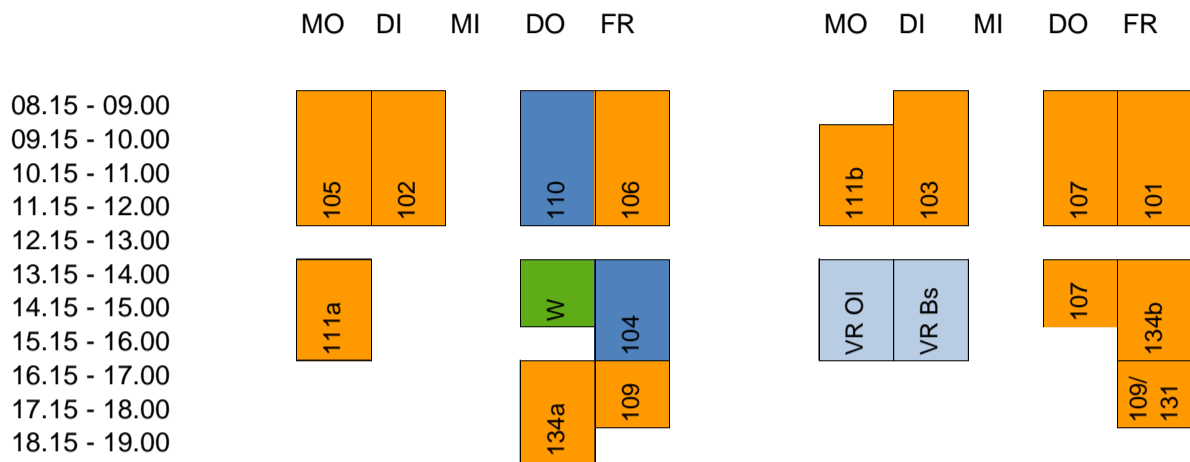 MO DI MI DO FR MO DI MI DO FR
08.15 - 09.00
09.15 - 10.00
10.15 - 11.00
11.15 - 12.00
105 102 110 106 111b 103 107 101
12.15 - 13.00
13.15 - 14.00
14.15 - 15.00
15.15 - 16.00
111a W 104 VR Ol VR Bs 107 134b
16.15 - 17.00
17.15 - 18.00
18.15 - 19.00
134a 109 109/
131